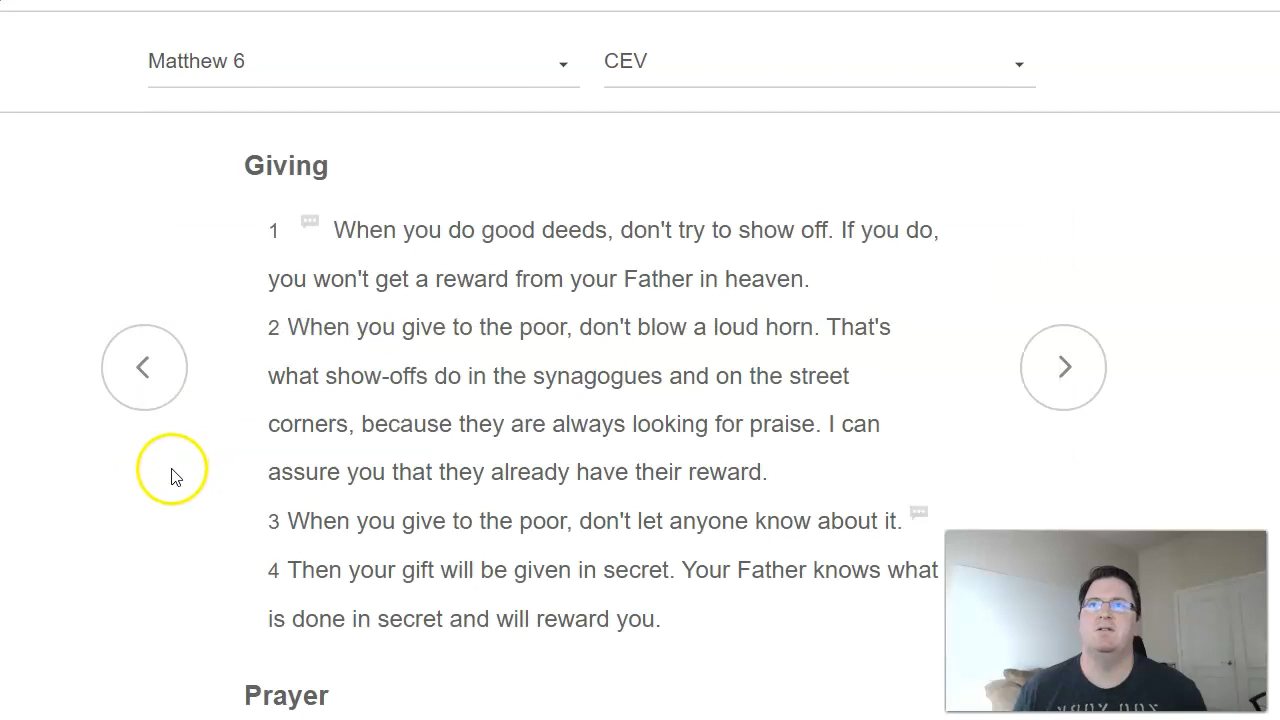 Matthew 6
CEV
Giving
1 When you do good deeds, don't try to show off. If you do,
you won't get a reward from your Father in heaven.
2 When you give to the poor, don't blow a loud horn. That's
what show-offs do in the synagogues and on the street
corners, because they are always looking for praise. I can
assure you that they already have their reward.
3 When you give to the poor, don't let anyone know about it.
4 Then your gift will be given in secret. Your Father knows what
is done in secret and will reward you.
Prayer